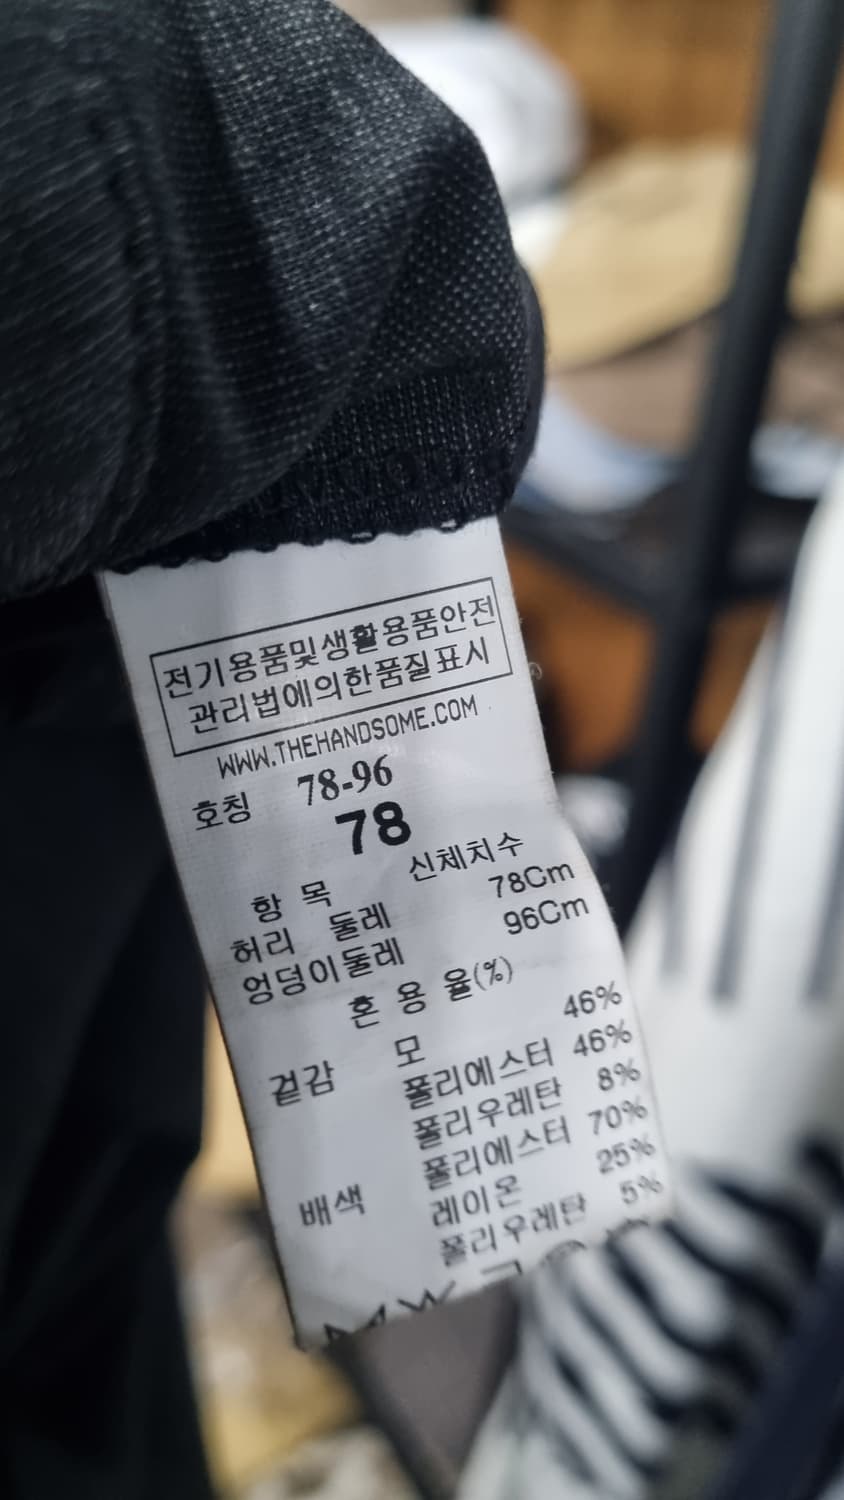 전기용품및생활용품안전
관리법에의한품질표시
WWW.THEHANDSOME.COM
호칭 78-96
78
항 목 신체치수
허리 둘레 78Cm
엉덩이둘레 96Cm
혼 용 율(%)
겉감 모 46%
폴리에스터 46%
폴리우레탄 8%
배색 폴리에스터 70%
레이온 25%
폴리우레탄 5%